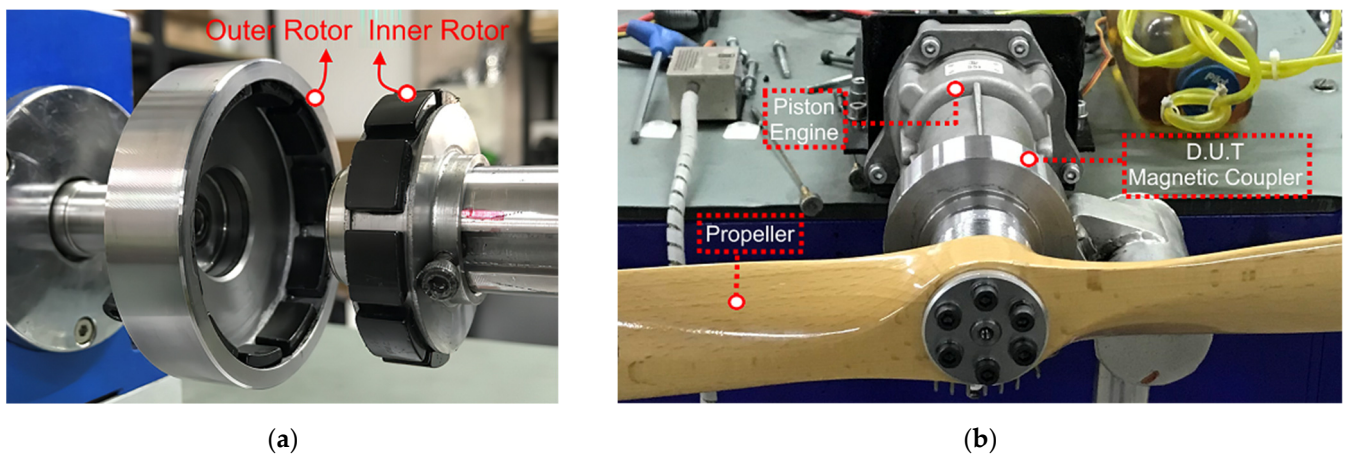 Outer Rotor Inner Rotor
Piston
Engine
D.U.T
Magnetic Coupler
Propeller
(a)
(b)